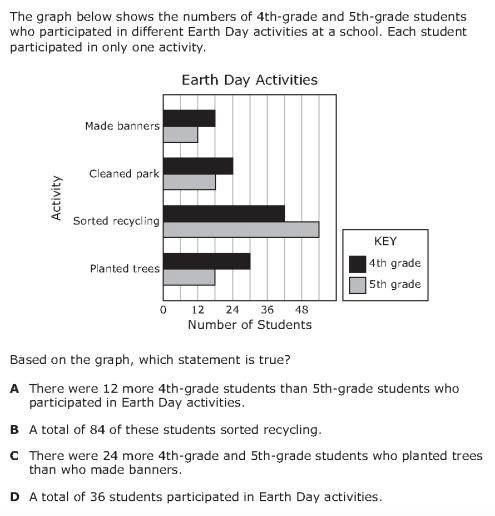 The graph below shows the numbers of 4th-grade and 5th-grade students
who participated in different Earth Day activities at a school. Each student
participated in only one activity.
Earth Day Activities
Activity
Made banners
Cleaned park
Sorted recycling
Planted trees
0 12 24 36 48
Number of Students
KEY
4th grade
5th grade
Based on the graph, which statement is true?
A There were 12 more 4th-grade students than 5th-grade students who
participated in Earth Day activities.
B A total of 84 of these students sorted recycling.
C There were 24 more 4th-grade and 5th-grade students who planted trees
than who made banners.
D A total of 36 students participated in Earth Day activities.